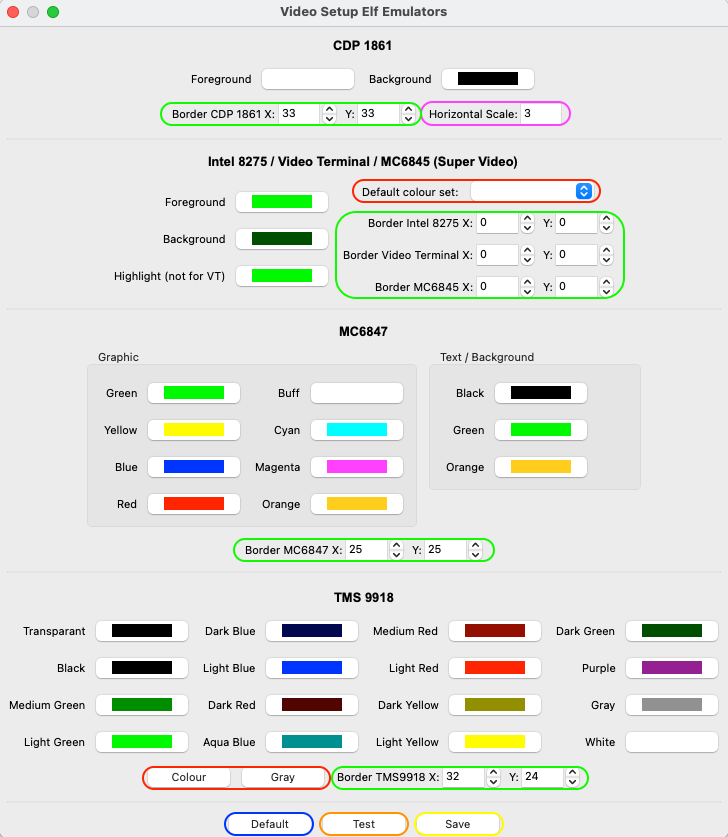 Video Setup Elf Emulators
CDP 1861
Foreground Background
Border CDP 1861 X: 33 Y: 33 Horizontal Scale: 3
Intel 8275 / Video Terminal / MC6845 (Super Video)
Default colour set:
Foreground
Border Intel 8275 X: 0 Y: 0
Background
Border Video Terminal X: 0 Y: 0
Highlight (not for VT)
Border MC6845 X: 0 Y: 0
MC6847
Graphic Text / Background
Green Buff Black
Yellow Cyan Green
Blue Magenta Orange
Red Orange
Border MC6847 X: 25 Y: 25
TMS 9918
Transparant Dark Blue Medium Red Dark Green
Black Light Blue Light Red Purple
Medium Green Dark Red Dark Yellow Gray
Light Green Aqua Blue Light Yellow White
Colour Gray Border TMS9918 X: 32 Y: 24
Default Test Save